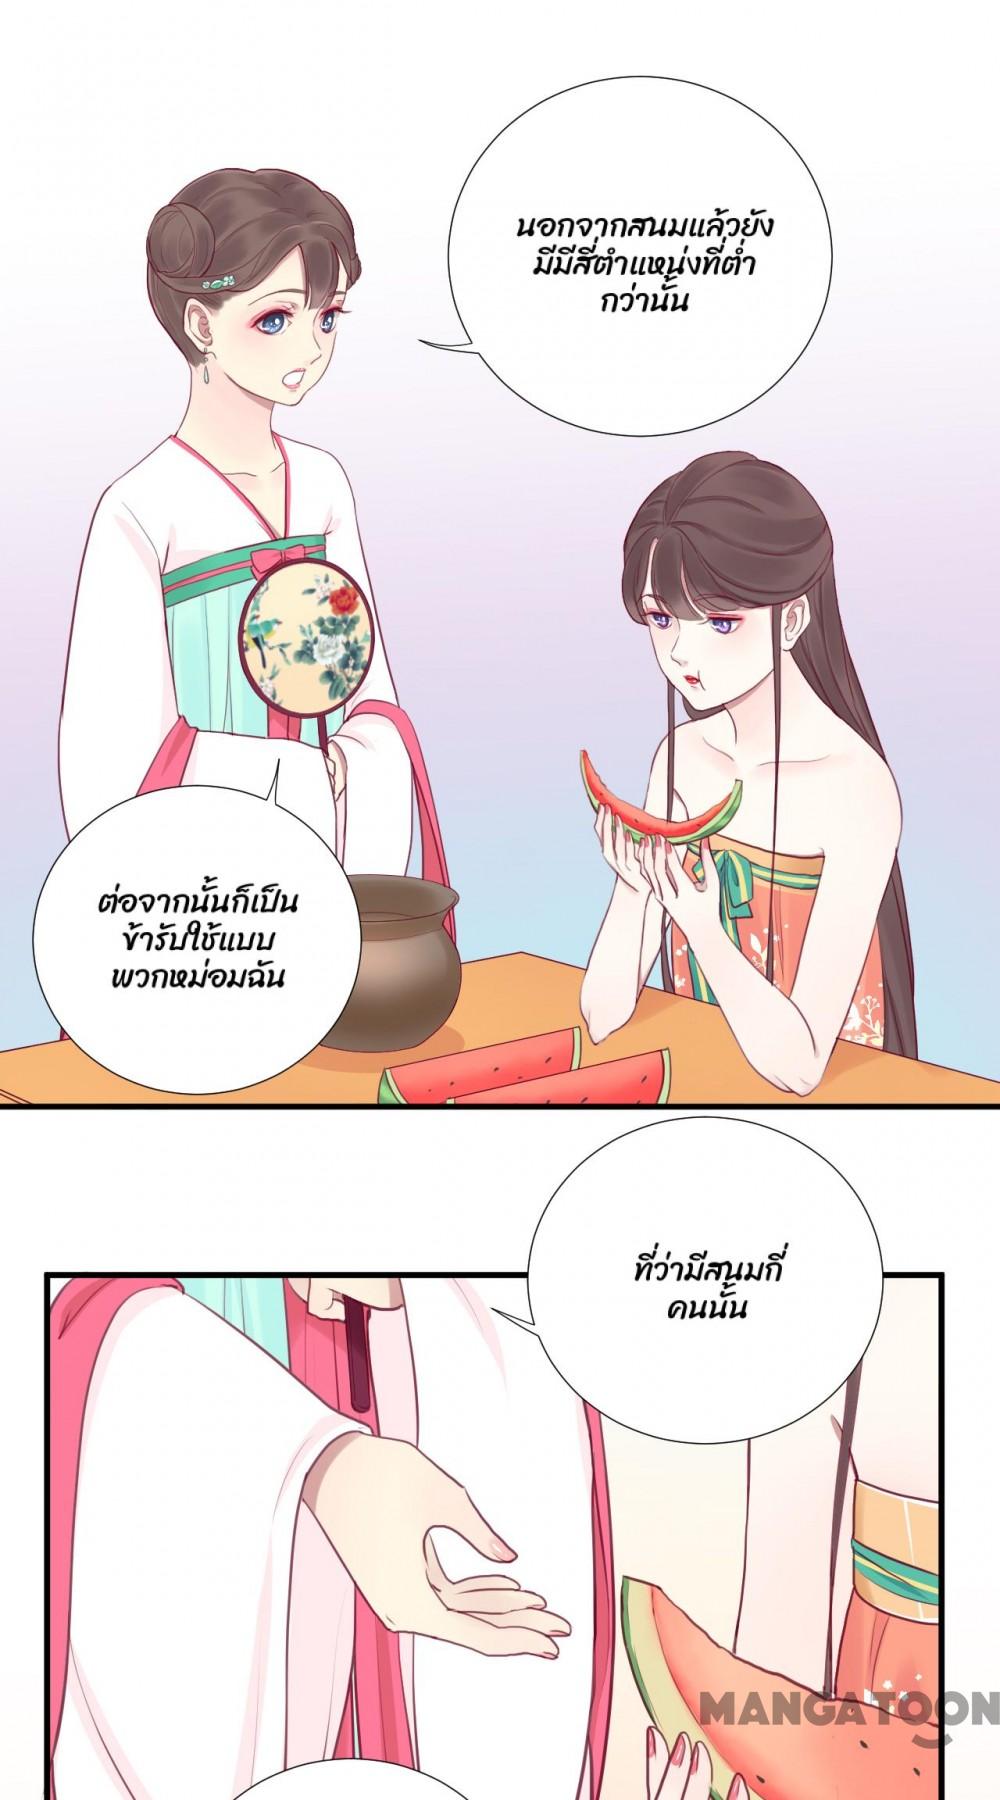 นอกจากสนมแล้วยัง
มีมีสี่ตำแหน่งที่ต่ำ
กว่านั้น
ต่อจากนั้นก็เป็น
ข้ารับใช้แบบ
พวกหม่อมฉัน
ที่ว่ามีสนมกี่
คนนั้น
MANGATOON